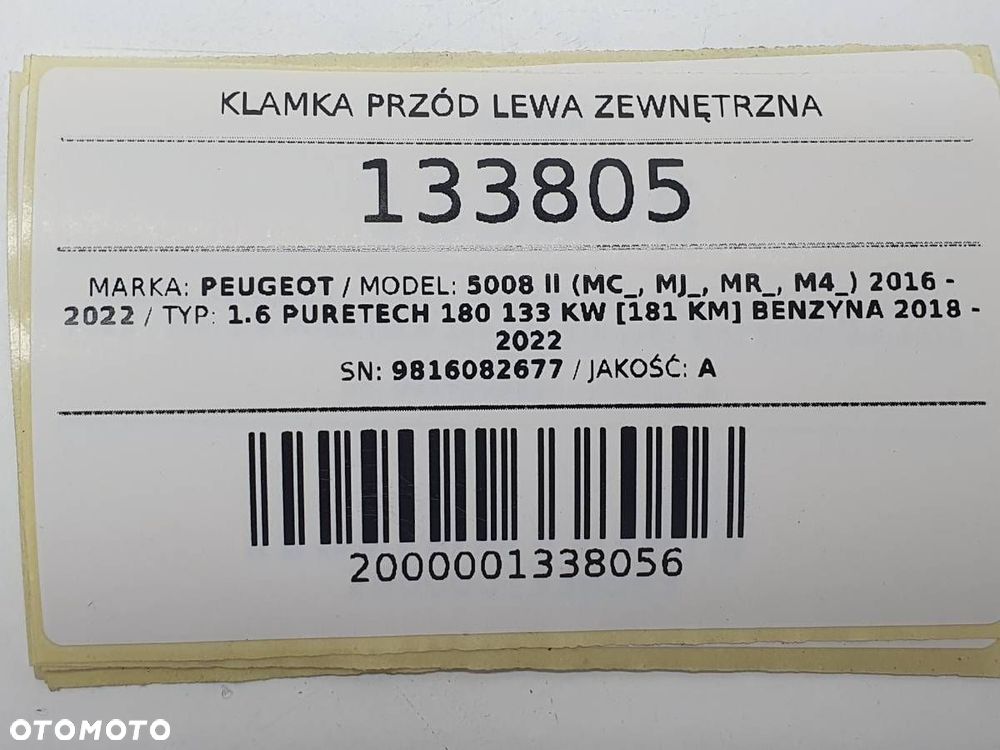 KLAMKA PRZÓD LEWA ZEWNĘTRZNA
133805
MARKA: PEUGEOT / MODEL: 5008 II (MC_, MJ_, MR_, M4_) 2016 -
2022 / TYP: 1.6 PURETECH 180 133 KW [181 KM] BENZYNA 2018 -
2022
SN: 9816082677 / JAKOŚĆ: A
2000001338056
OTOMOTO